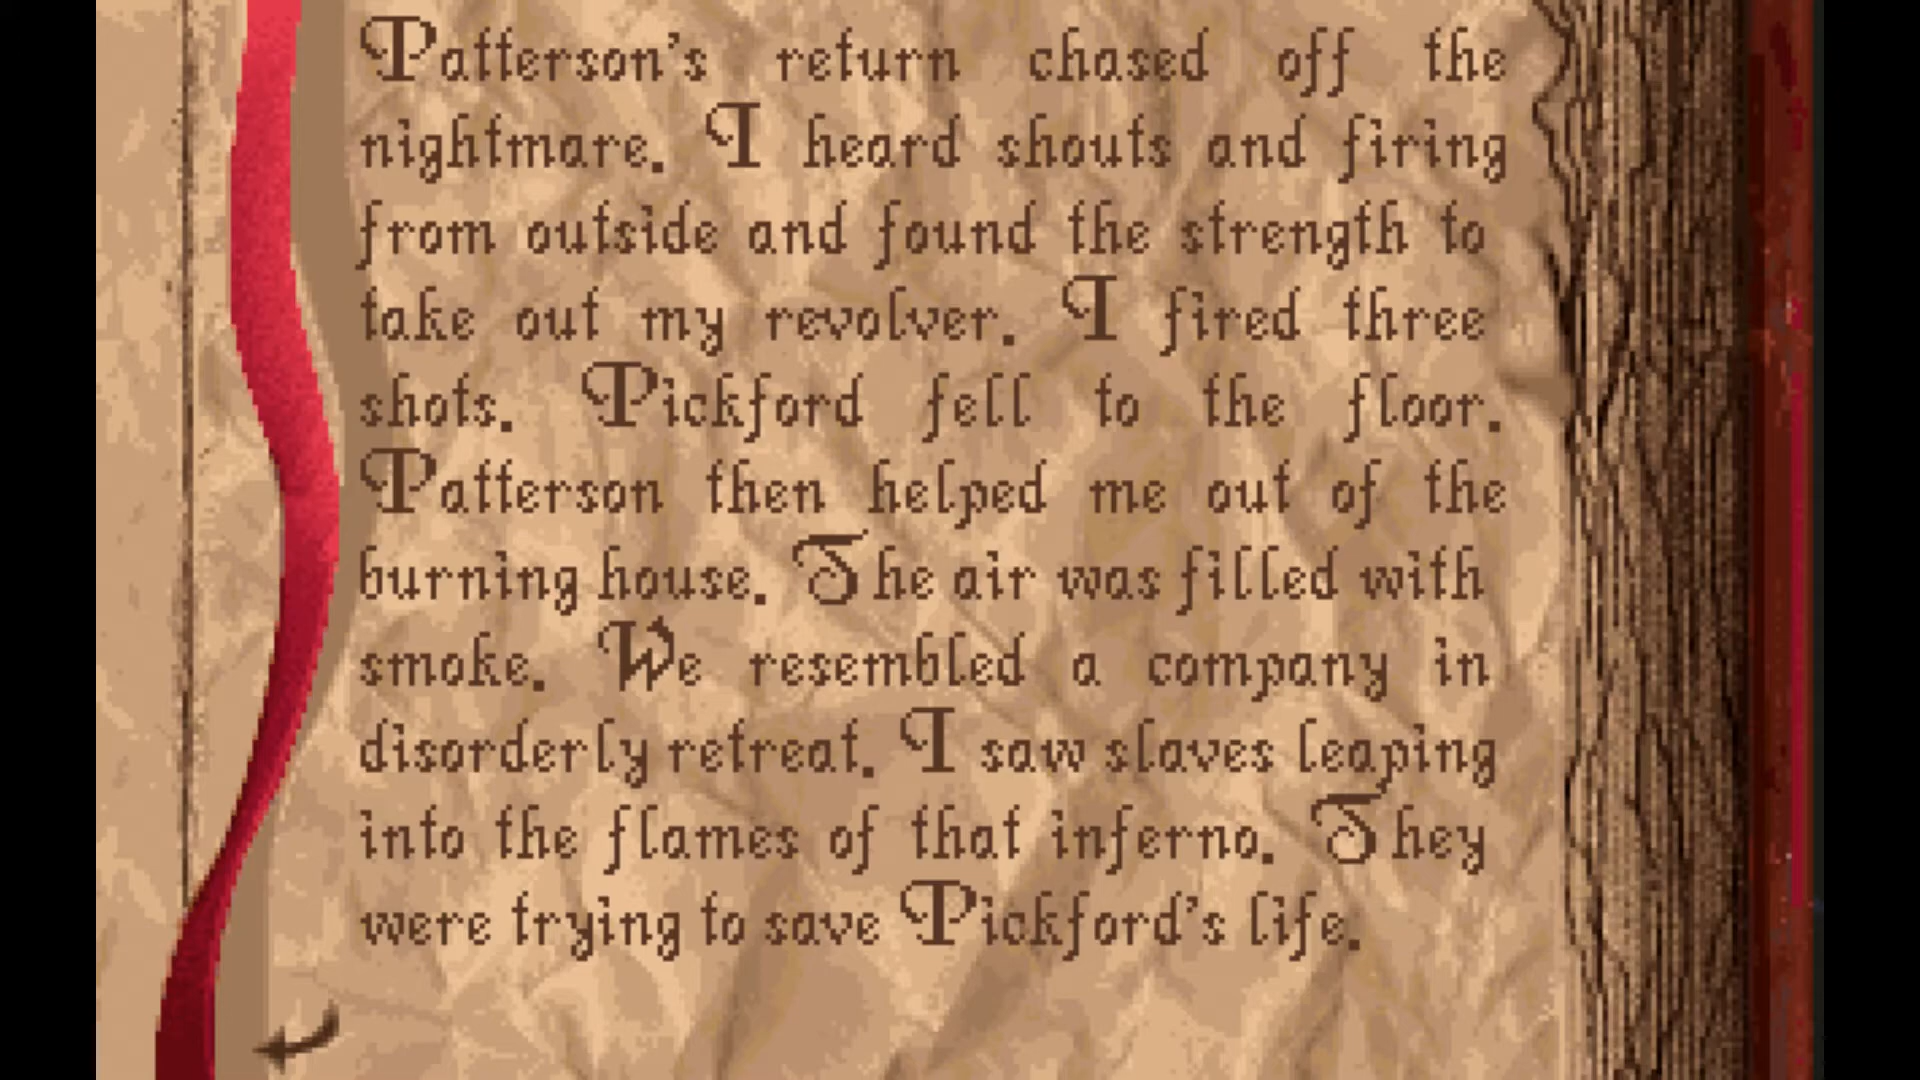 Patterson's return chased off the
nightmare. I heard shouts and firing
from outside and found the strength to
take out my revolver. I fired three
shots. Pickford fell to the floor.
Patterson then helped me out of the
burning house. The air was filled with
smoke. We resembled a company in
disorderly retreat. I saw slaves leaping
into the flames of that inferno. They
were trying to save Pickford's life.